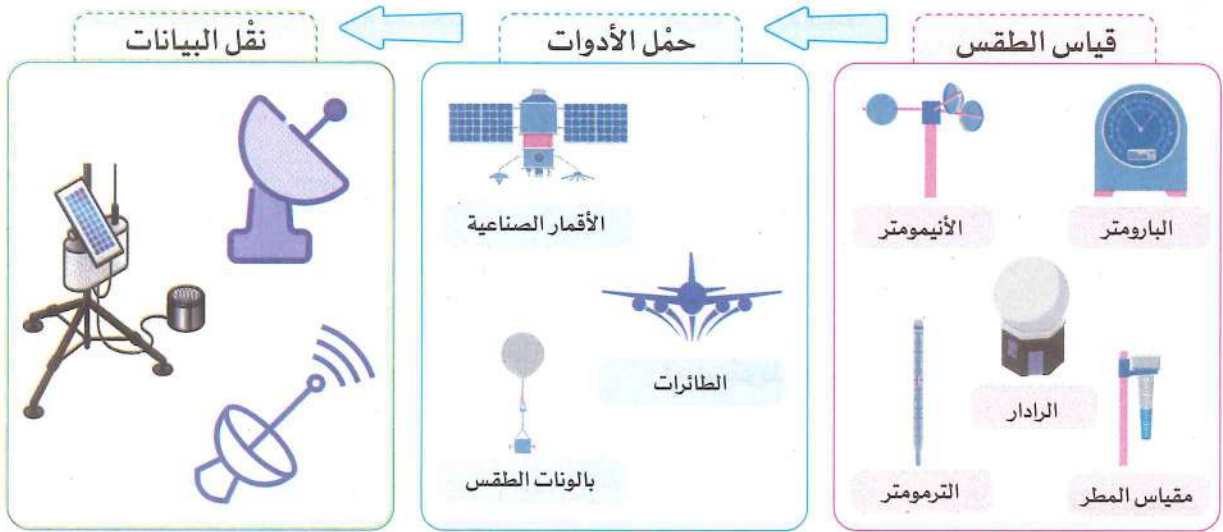 قياس الطقس
حمْل الأدوات
نقْل البيانات
البارومتر
الأنيمومتر
الرادار
مقياس المطر
الترمومتر
الأقمار الصناعية
الطائرات
بالونات الطقس